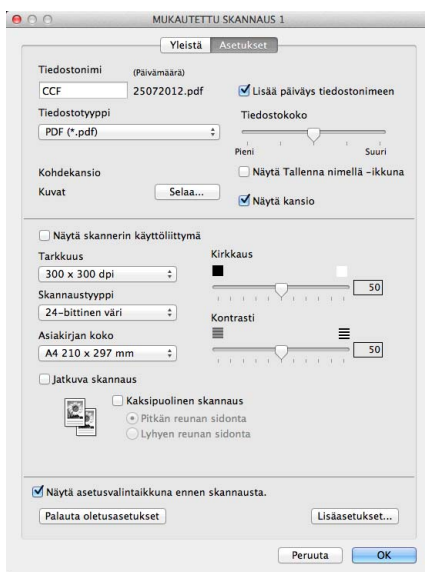 MUKAUTETTU SKANNAUS 1
Yleistä Asetukset
Tiedostonimi (Päivämäärä)
CCF 25072012.pdf Lisää päiväys tiedostonimeen
Tiedostotyyppi Tiedostokoko
PDF (*.pdf)
Pieni Suuri
Kohdekansio Näytä Tallenna nimellä -ikkuna
Kuvat Selaa... Näytä kansio
Näytä skannerin käyttöliittymä
Tarkkuus Kirkkaus
300 x 300 dpi 50
Skannaustyyppi
24-bittinen väri Kontrasti
Asiakirjan koko
A4 210 x 297 mm 50
Jatkuva skannaus
Kaksipuolinen skannaus
Pitkän reunan sidonta
Lyhyen reunan sidonta
Näytä asetusvalintaikkuna ennen skannausta.
Palauta oletusasetukset Lisäasetukset...
Peruuta OK